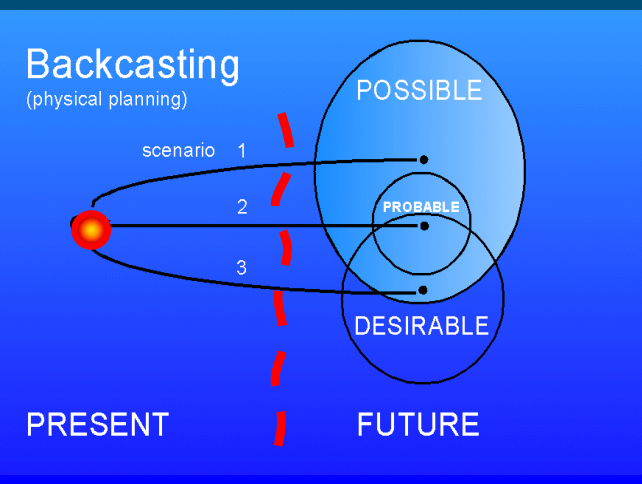 Backcasting
(physical planning)
POSSIBLE
scenario 1
2
PROBABLE
3
DESIRABLE
PRESENT
FUTURE